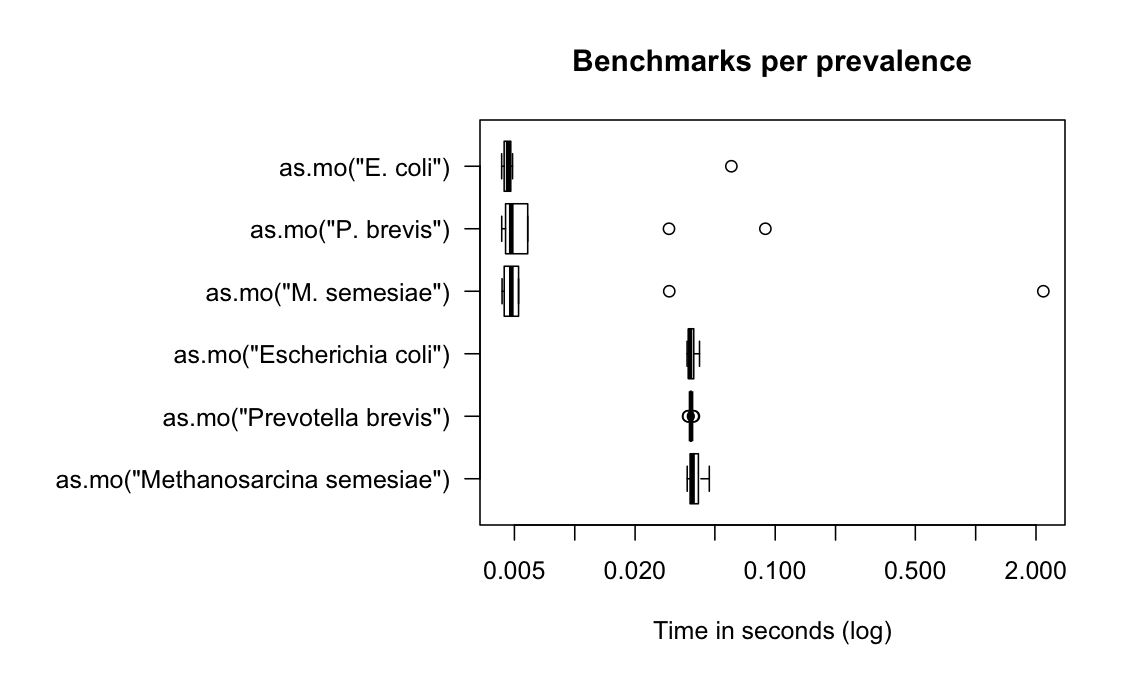 Benchmarks per prevalence
as.mo("E. coli")
as.mo("P. brevis")
as.mo("M. semesiae")
as.mo("Escherichia coli")
as.mo("Prevotella brevis")
as.mo("Methanosarcina semesiae")
0.005 0.020 0.100 0.500 2.000
Time in seconds (log)